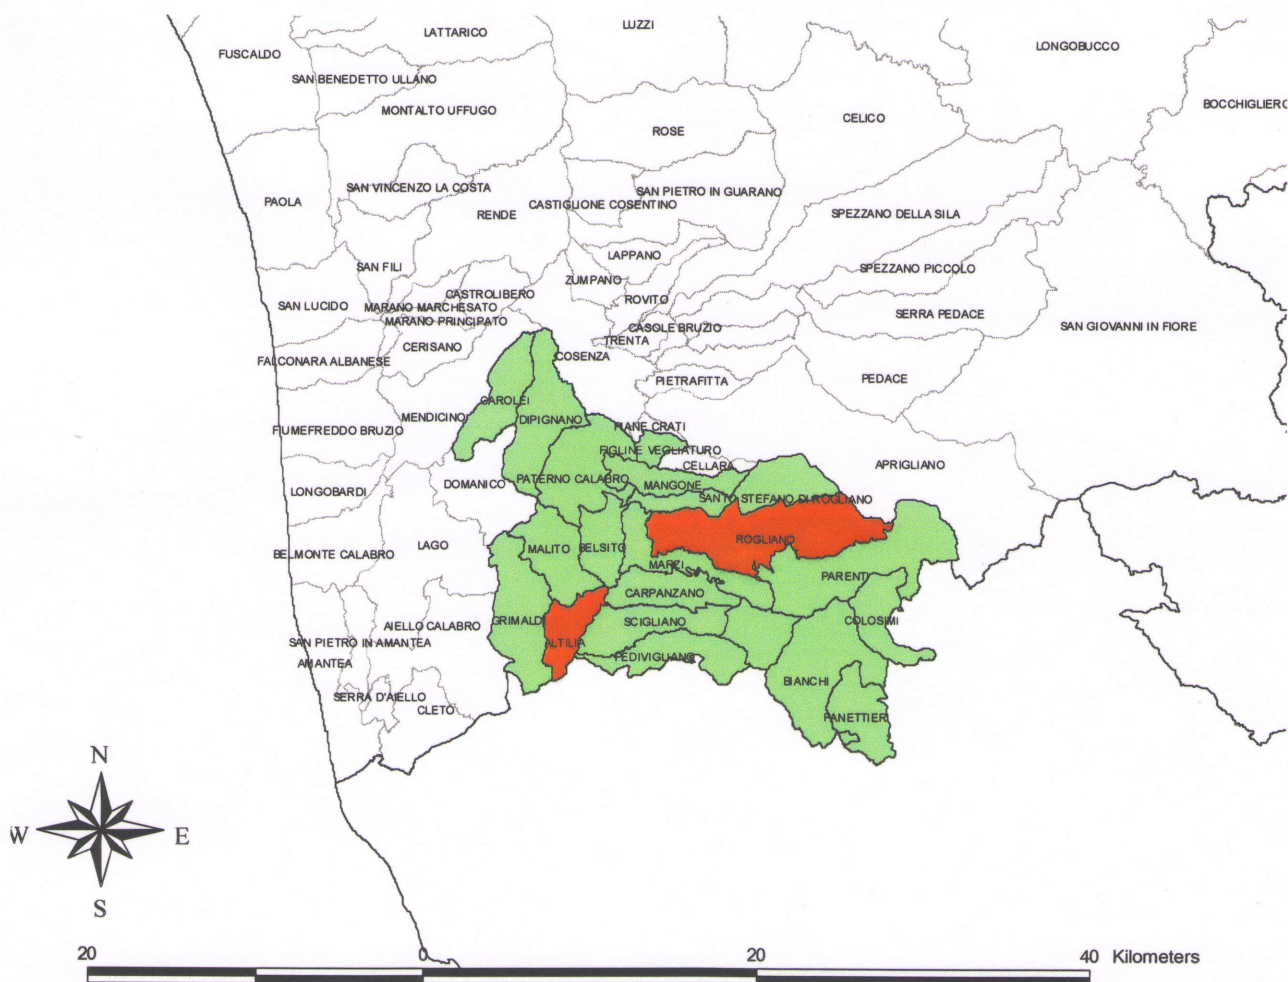 LATTARICO
LUZZI
FUSCALDO
LONGOBUCCO
SAN BENEDETTO ULLANO
MONTALTO UFFUGO
BOCCHIGLIERO
CELICO
ROSE
SAN VINCENZO LA COSTA
SAN PIETRO IN GUARANO
PAOLA
CASTIGLIONE COSENTINO
RENDE
SPEZZANO DELLA SILA
LAPPANO
SAN FILI
SPEZZANO PICCOLO
ZUMPANO
CASTROLIBERO
ROVITO
SAN LUCIDO
MARANO MARCHESATO
SERRA PEDACE
MARANO PRINCIPATO
CASOLE BRUZIO
SAN GIOVANNI IN FIORE
TRENTA
CERISANO
COSENZA
FALCONARA ALBANESE
PIETRAFITTA
PEDACE
CAROLEI
MENDICINO
DIPIGNANO
PIANE CRATI
FIUMEFREDDO BRUZIO
FIGLINE VEGLIATURO
CELLARA
APRIGLIANO
PATERNO CALABRO
DOMANICO
MANGONE
LONGOBARDI
SANTO STEFANO DI ROGLIANO
ROGLIANO
LAGO
MALITO
BELSITO
BELMONTE CALABRO
MARZI
PARENTI
CARPANZANO
GRIMALDI
SCIGLIANO
COLOSIMI
AIELLO CALABRO
SAN PIETRO IN AMANTEA
ALTILIA
PEDIVIGLIANO
AMANTEA
BIANCHI
SERRA D'AIELLO
CLETO
PANETTIER
N
W
E
S
20
0
20
40 Kilometers